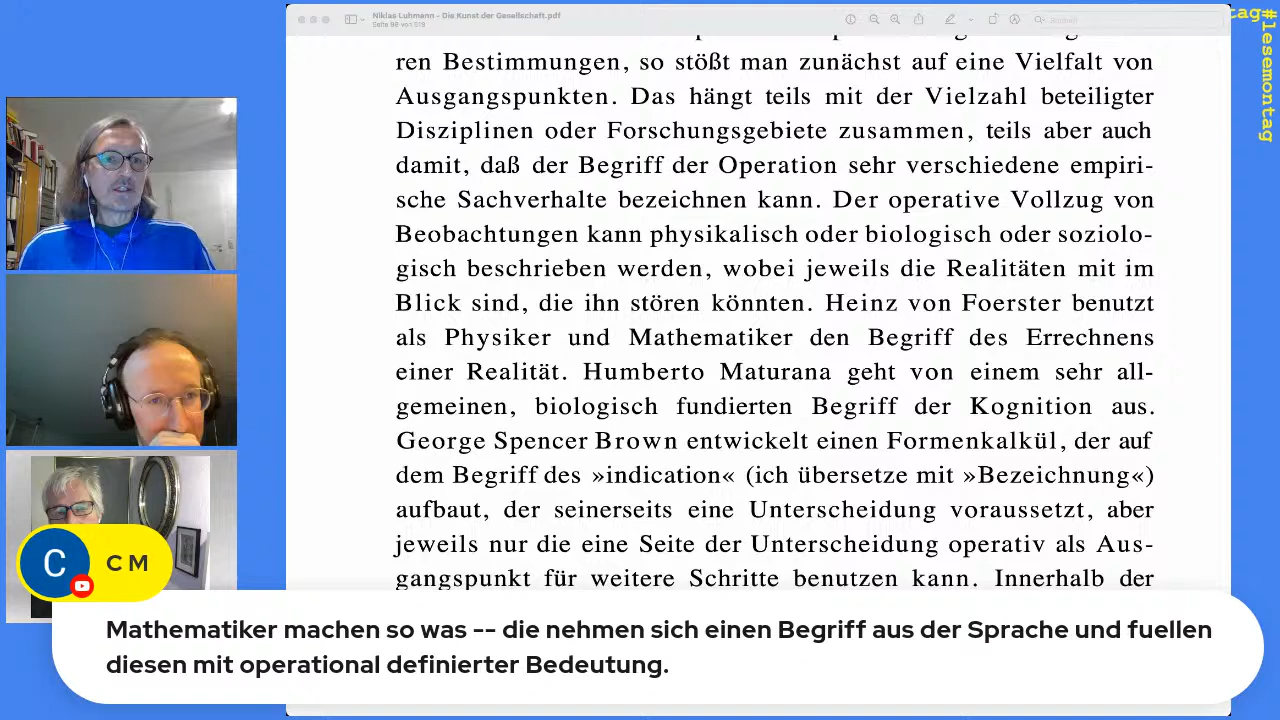 Niklas Luhmann - Die Kunst der Gesellschaft.pdf
Seite 98 von 519
ren Bestimmungen, so stößt man zunächst auf eine Vielfalt von
Ausgangspunkten. Das hängt teils mit der Vielzahl beteiligter
Disziplinen oder Forschungsgebiete zusammen, teils aber auch
damit, daß der Begriff der Operation sehr verschiedene empiri-
sche Sachverhalte bezeichnen kann. Der operative Vollzug von
Beobachtungen kann physikalisch oder biologisch oder soziolo-
gisch beschrieben werden, wobei jeweils die Realitäten mit im
Blick sind, die ihn stören könnten. Heinz von Foerster benutzt
als Physiker und Mathematiker den Begriff des Errechnens
einer Realität. Humberto Maturana geht von einem sehr all-
gemeinen, biologisch fundierten Begriff der Kognition aus.
George Spencer Brown entwickelt einen Formenkalkül, der auf
dem Begriff des »indication« (ich übersetze mit »Bezeichnung«)
aufbaut, der seinerseits eine Unterscheidung voraussetzt, aber
jeweils nur die eine Seite der Unterscheidung operativ als Aus-
gangspunkt für weitere Schritte benutzen kann. Innerhalb der
tag#lesemontag
C
C M
Mathematiker machen so was -- die nehmen sich einen Begriff aus der Sprache und fuellen
diesen mit operational definierter Bedeutung.